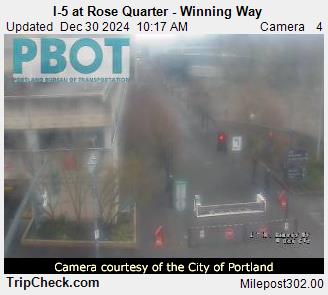 I-5 at Rose Quarter - Winning Way
Updated Dec 30 2024 10:17 AM Camera 4
PBOT
PORTLAND BUREAU OF TRANSPORTATION
Camera courtesy of the City of Portland
TripCheck.com Milepost302.00